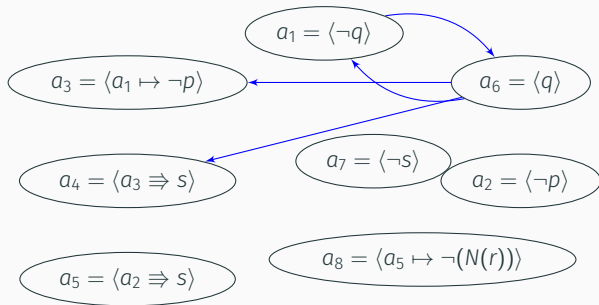 a₁ = ⟨¬q⟩
a₃ = ⟨a₁ ↦ ¬p⟩
a₆ = ⟨q⟩
a₇ = ⟨¬s⟩
a₄ = ⟨a₃ ⇛ s⟩
a₂ = ⟨¬p⟩
a₈ = ⟨a₅ ↦ ¬(N(r))⟩
a₅ = ⟨a₂ ⇛ s⟩